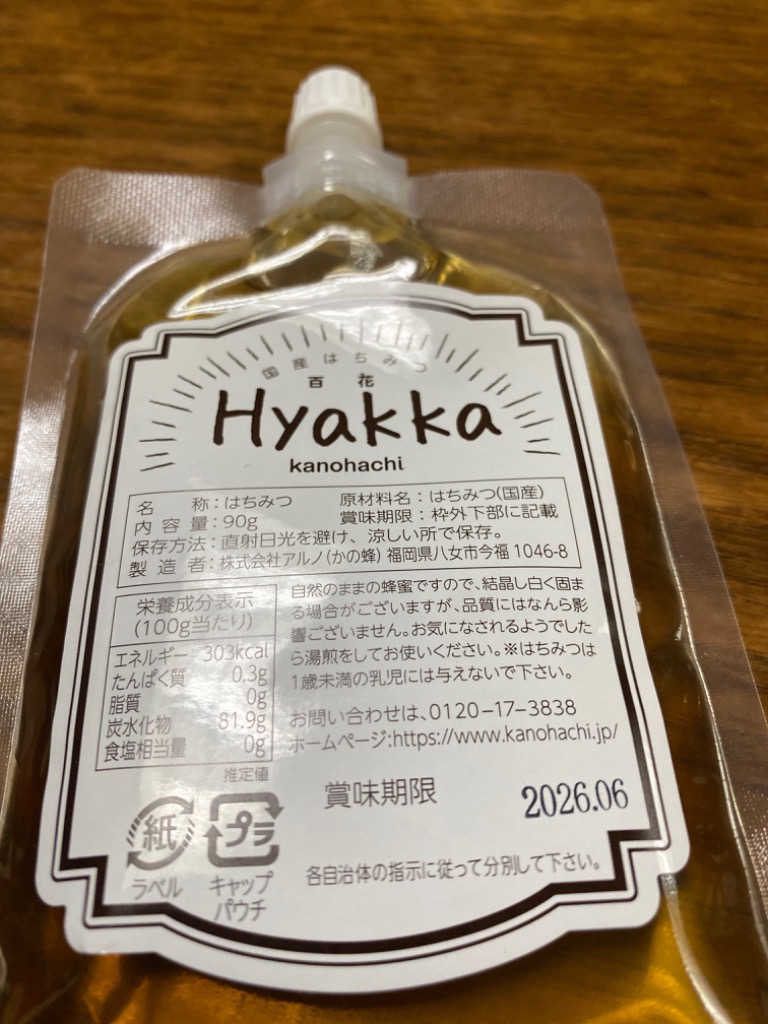 国産はちみつ
百花
Hyakka
kanohachi
名称：はちみつ 原材料名：はちみつ(国産)
内容量：90g 賞味期限：枠外下部に記載
保存方法：直射日光を避け、涼しい所で保存。
製造者：株式会社アルノ(かの蜂) 福岡県八女市今福1046-8
栄養成分表示
(100g当たり)
エネルギー 303kcal
たんぱく質 0.3g
脂質 0g
炭水化物 81.9g
食塩相当量 0g
推定値
自然のままの蜂蜜ですので、結晶し白く固ま
る場合がございますが、品質にはなんら影
響ございません。お気になされるようでした
ら湯煎をしてお使いください。※はちみつは
1歳未満の乳児には与えないで下さい。
お問い合わせは、0120-17-3838
ホームページ:https://www.kanohachi.jp/
賞味期限 2026.06
紙
ラベル
プラ
キャップ
パウチ
各自治体の指示に従って分別して下さい。